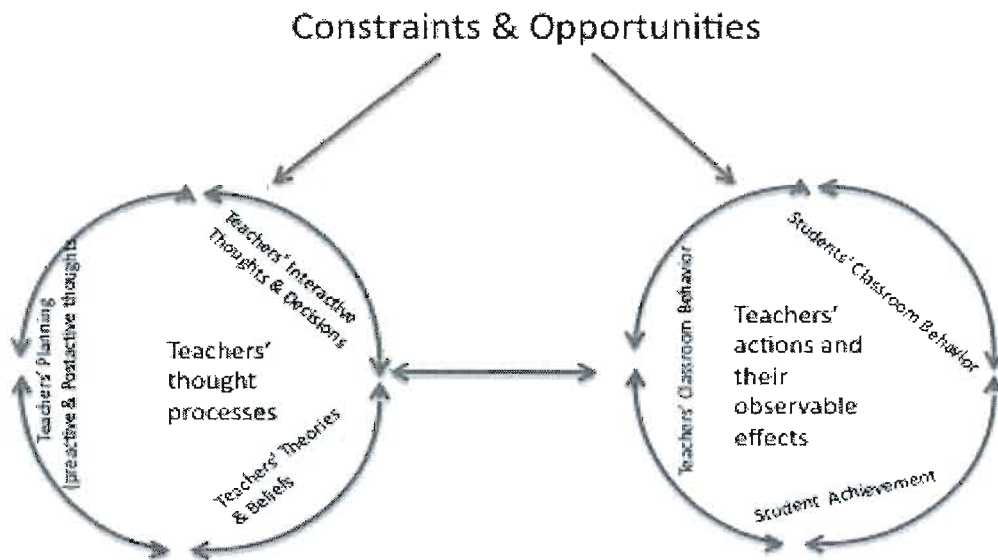 Constraints & Opportunities
Teachers' Planning
(preactive & Postactive thoughts
Teachers' Interactive
Thoughts & Decisions
Teachers'
thought
processes
Teachers' Theories
& Beliefs
Teachers' Classroom Behavior
Students' Classroom Behavior
Teachers'
actions and
their
observable
effects
Student Achievement